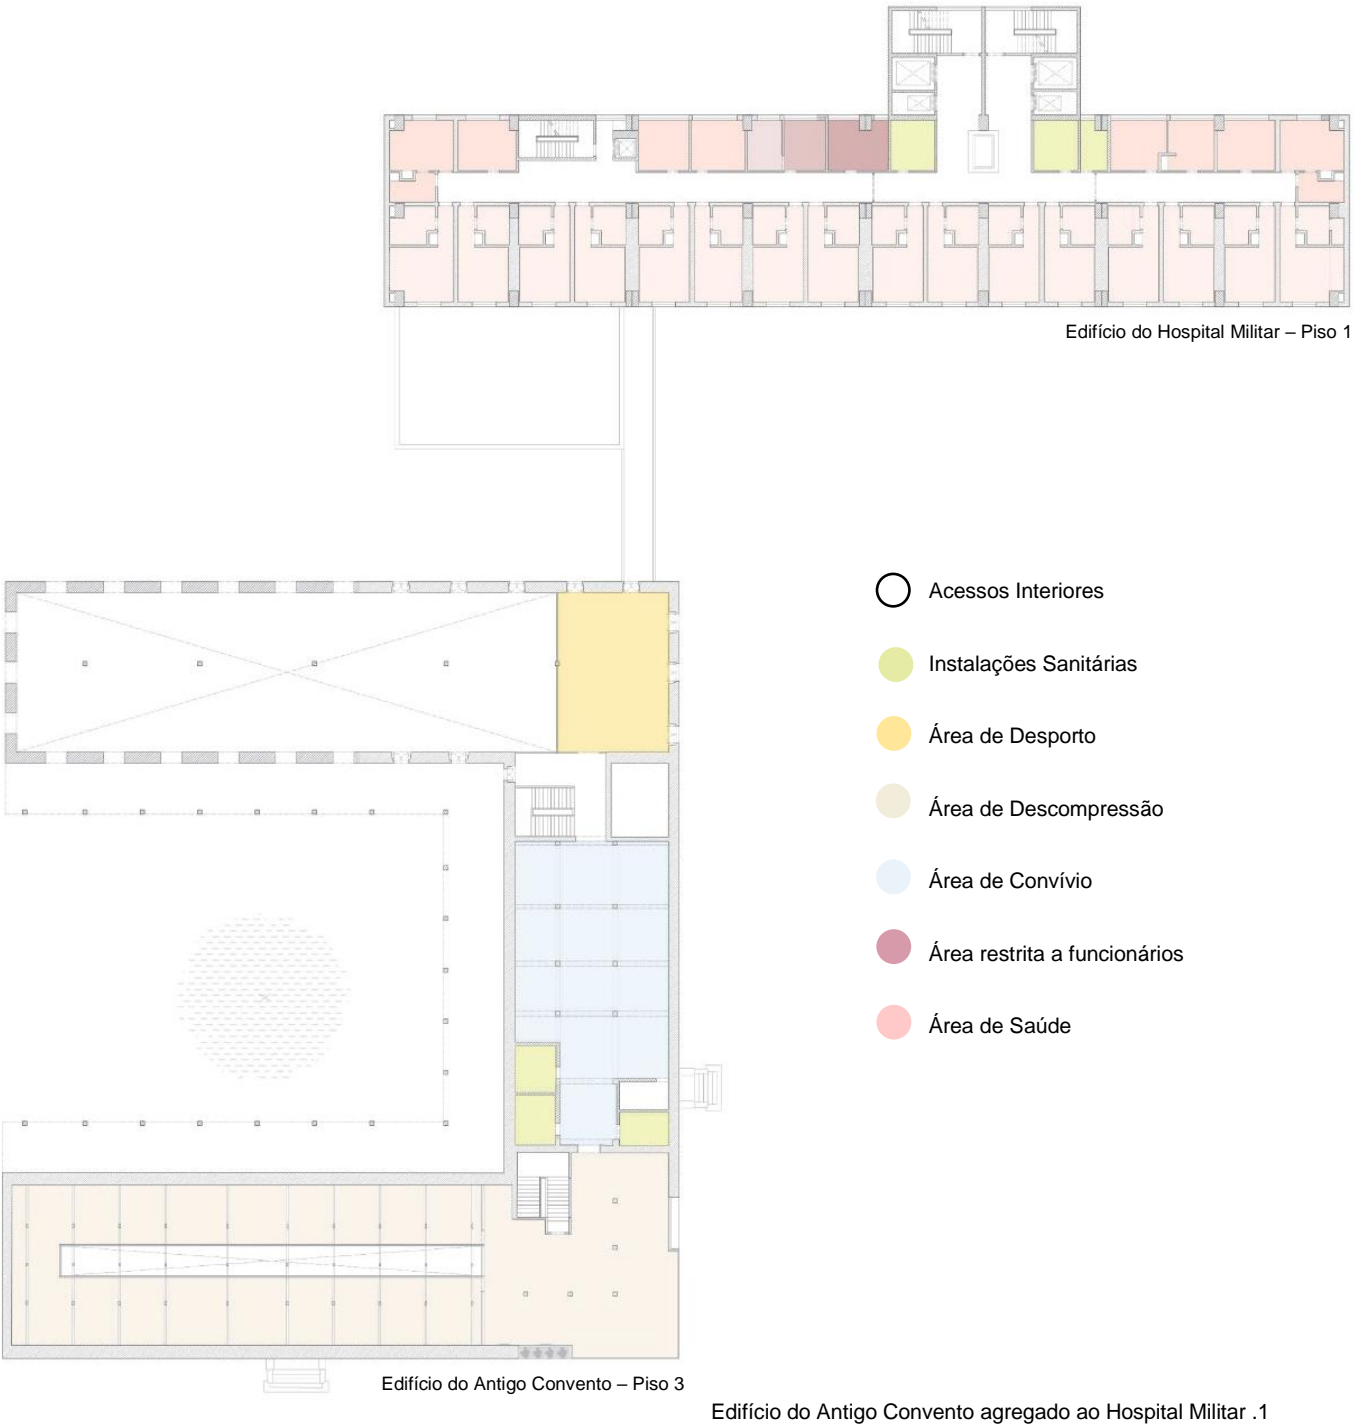 Edifício do Hospital Militar – Piso 1
Acessos Interiores
Instalações Sanitárias
Área de Desporto
Área de Descompressão
Área de Convívio
Área restrita a funcionários
Área de Saúde
Edifício do Antigo Convento – Piso 3
Edifício do Antigo Convento agregado ao Hospital Militar .1